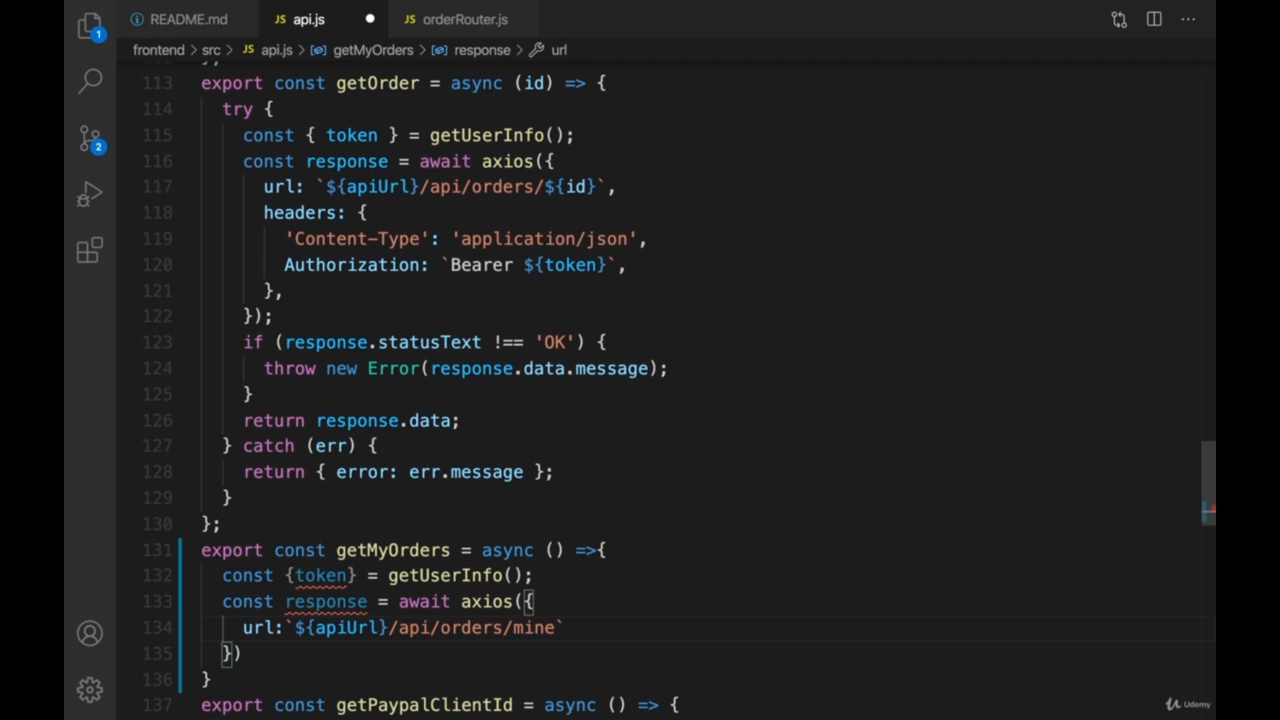 README.md
JS api.js
JS orderRouter.js
frontend > src > JS api.js > getMyOrders > response > url
1
2
113 export const getOrder = async (id) => {
114 try {
115 const { token } = getUserInfo();
116 const response = await axios({
117 url: `${apiUrl}/api/orders/${id}`,
118 headers: {
119 'Content-Type': 'application/json',
120 Authorization: `Bearer ${token}`,
121 },
122 });
123 if (response.statusText !== 'OK') {
124 throw new Error(response.data.message);
125 }
126 return response.data;
127 } catch (err) {
128 return { error: err.message };
129 }
130 };
131 export const getMyOrders = async () =>{
132 const {token} = getUserInfo();
133 const response = await axios({
134 url:`${apiUrl}/api/orders/mine`
135 })
136 }
137 export const getPaypalClientId = async () => {
Udemy